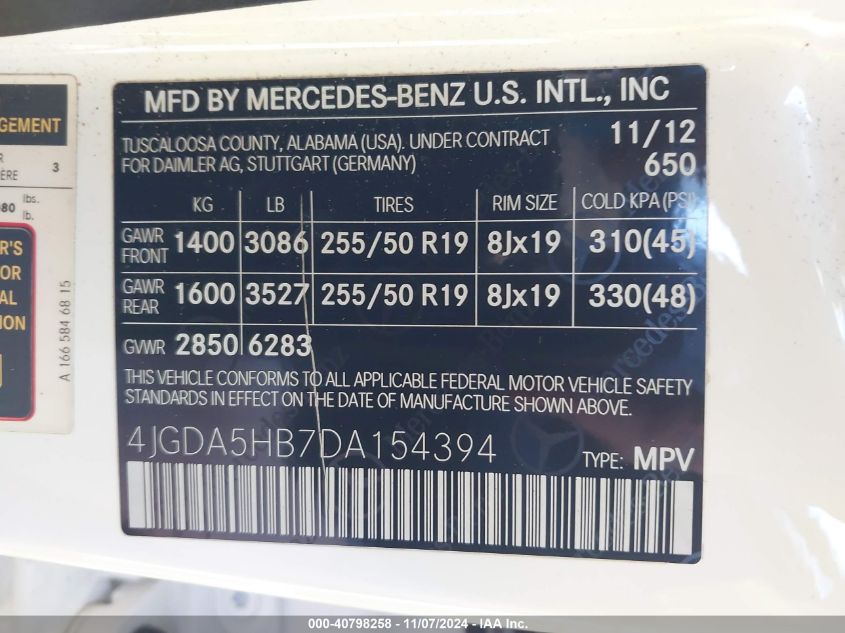 GEMENT
3
ÈRE
080 lbs.
lb.
R'S
OR
AL
TION
A 166 584 68 15
MFD BY MERCEDES-BENZ U.S. INTL., INC
TUSCALOOSA COUNTY, ALABAMA (USA). UNDER CONTRACT 11/12
FOR DAIMLER AG, STUTTGART (GERMANY) 650
KG LB TIRES RIM SIZE COLD KPA (PSI)
GAWR FRONT 1400 3086 255/50 R19 8Jx19 310(45)
GAWR REAR 1600 3527 255/50 R19 8Jx19 330(48)
GVWR 2850 6283
THIS VEHICLE CONFORMS TO ALL APPLICABLE FEDERAL MOTOR VEHICLE SAFETY
STANDARDS IN EFFECT ON THE DATE OF MANUFACTURE SHOWN ABOVE.
4JGDA5HB7DA154394 TYPE: MPV
000-40798258 - 11/07/2024 - IAA Inc.